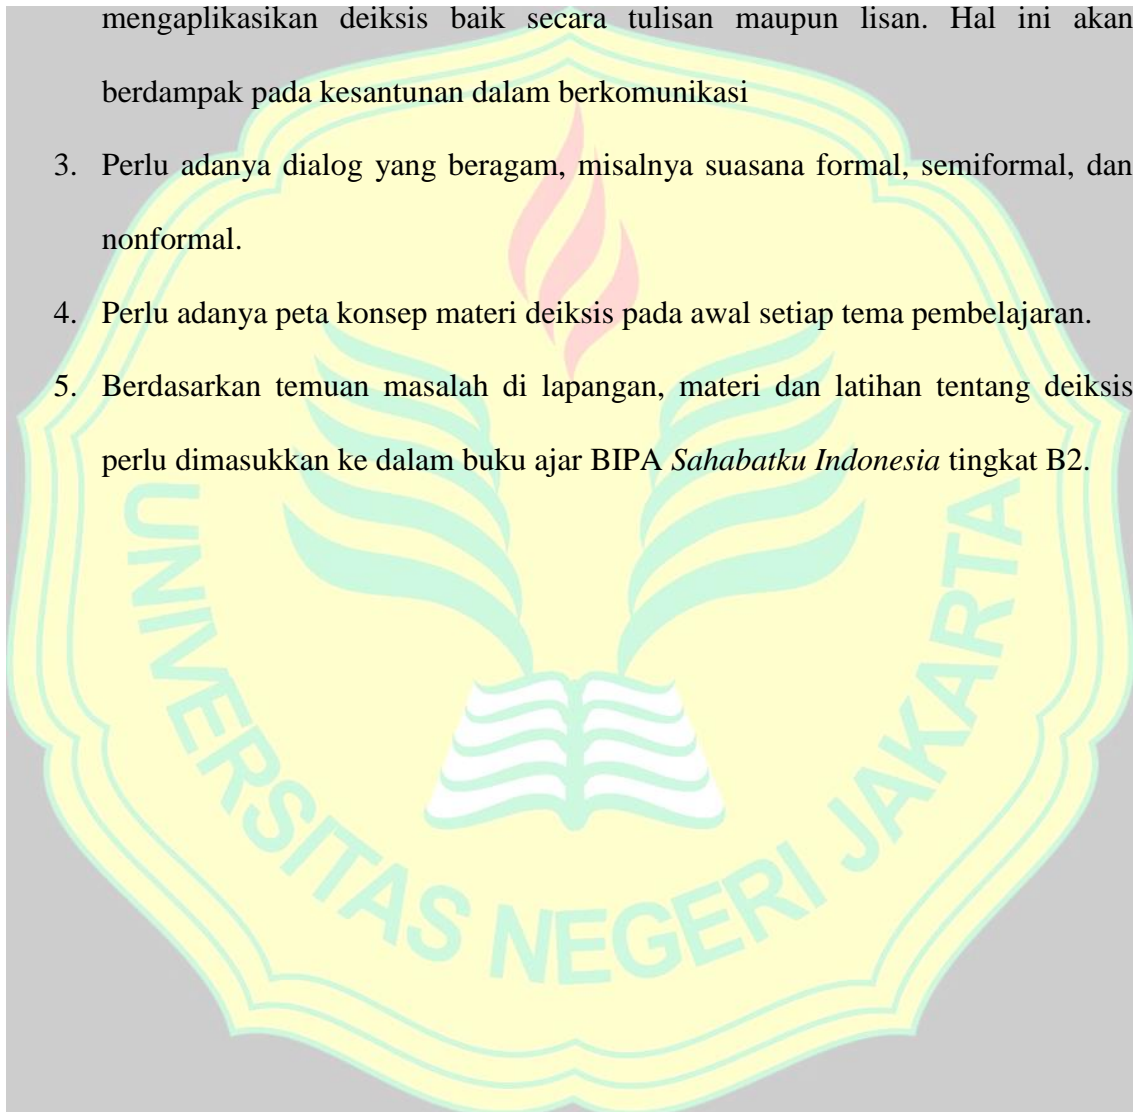 mengaplikasikan deiksis baik secara tulisan maupun lisan. Hal ini akan
berdampak pada kesantunan dalam berkomunikasi
3. Perlu adanya dialog yang beragam, misalnya suasana formal, semiformal, dan
nonformal.
4. Perlu adanya peta konsep materi deiksis pada awal setiap tema pembelajaran.
5. Berdasarkan temuan masalah di lapangan, materi dan latihan tentang deiksis
perlu dimasukkan ke dalam buku ajar BIPA Sahabatku Indonesia tingkat B2.
UNIVERSITAS NEGERI JAKARTA